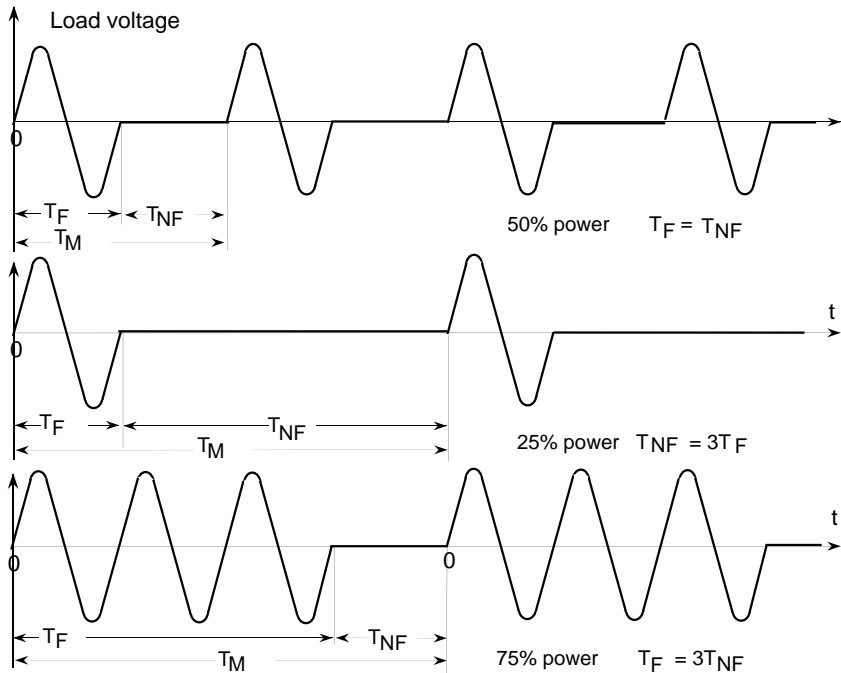 Load voltage
0
T_F T_NF
50% power T_F = T_NF
T_M
t
0
T_F T_NF
T_M
25% power T_NF = 3T_F
t
0 0
T_F T_NF
T_M
75% power T_F = 3T_NF